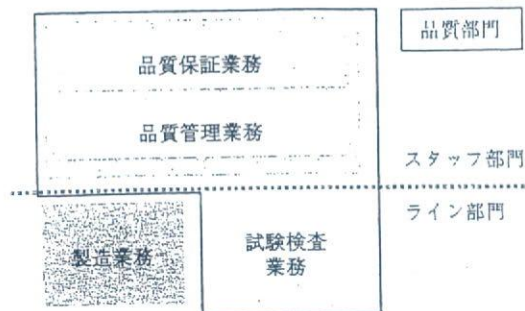 品質部門
品質保証業務
品質管理業務
スタッフ部門
ライン部門
製造業務
試験検査
業務